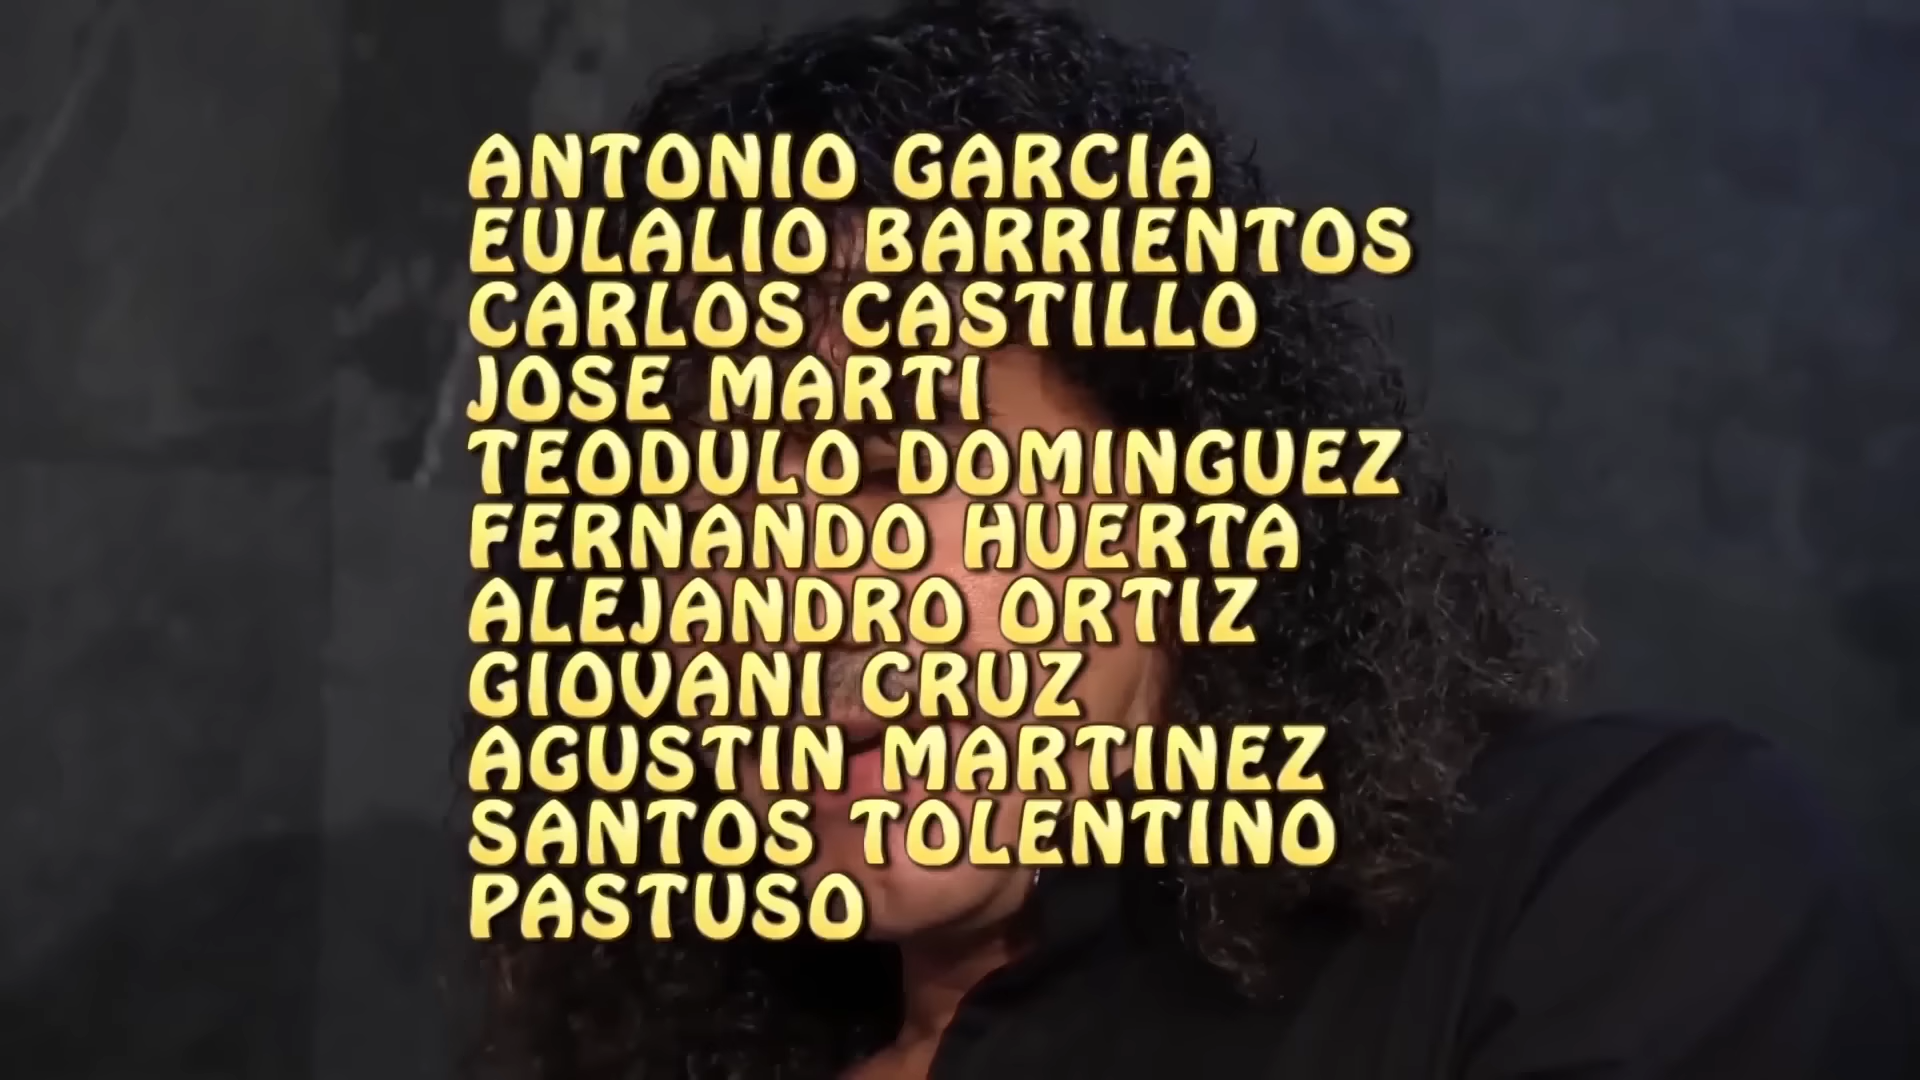 ANTONIO GARCIA
EULALIO BARRIENTOS
CARLOS CASTILLO
JOSE MARTI
TEODULO DOMINGUEZ
FERNANDO HUERTA
ALEJANDRO ORTIZ
GIOVANI CRUZ
AGUSTIN MARTINEZ
SANTOS TOLENTINO
PASTUSO